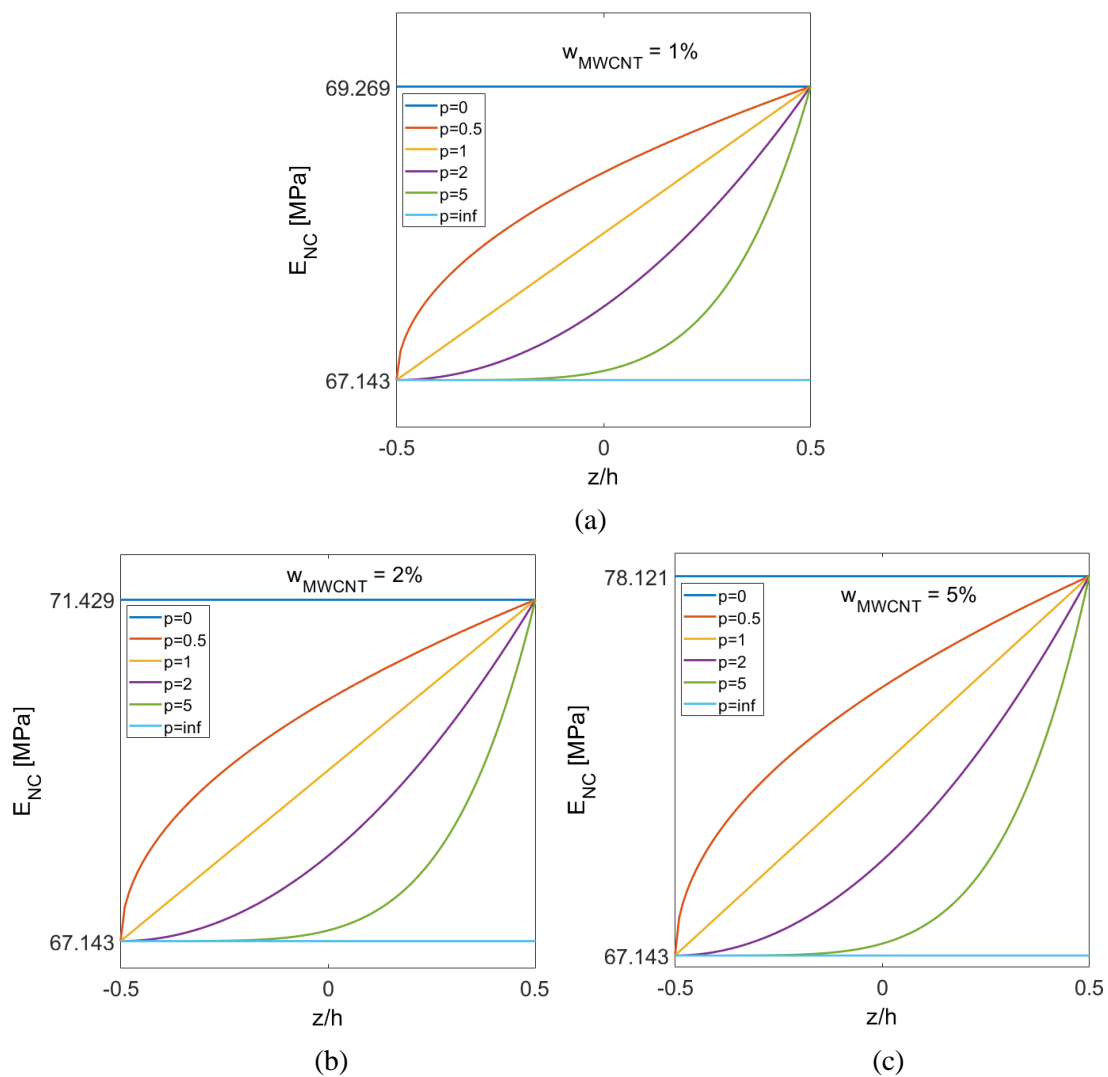 w_MWCNT = 1%
69.269
p=0
p=0.5
p=1
p=2
p=5
p=inf
E_NC [MPa]
67.143
-0.5 0 0.5
z/h
(a)
w_MWCNT = 2%
71.429
p=0
p=0.5
p=1
p=2
p=5
p=inf
E_NC [MPa]
67.143
-0.5 0 0.5
z/h
(b)
78.121
w_MWCNT = 5%
p=0
p=0.5
p=1
p=2
p=5
p=inf
E_NC [MPa]
67.143
-0.5 0 0.5
z/h
(c)